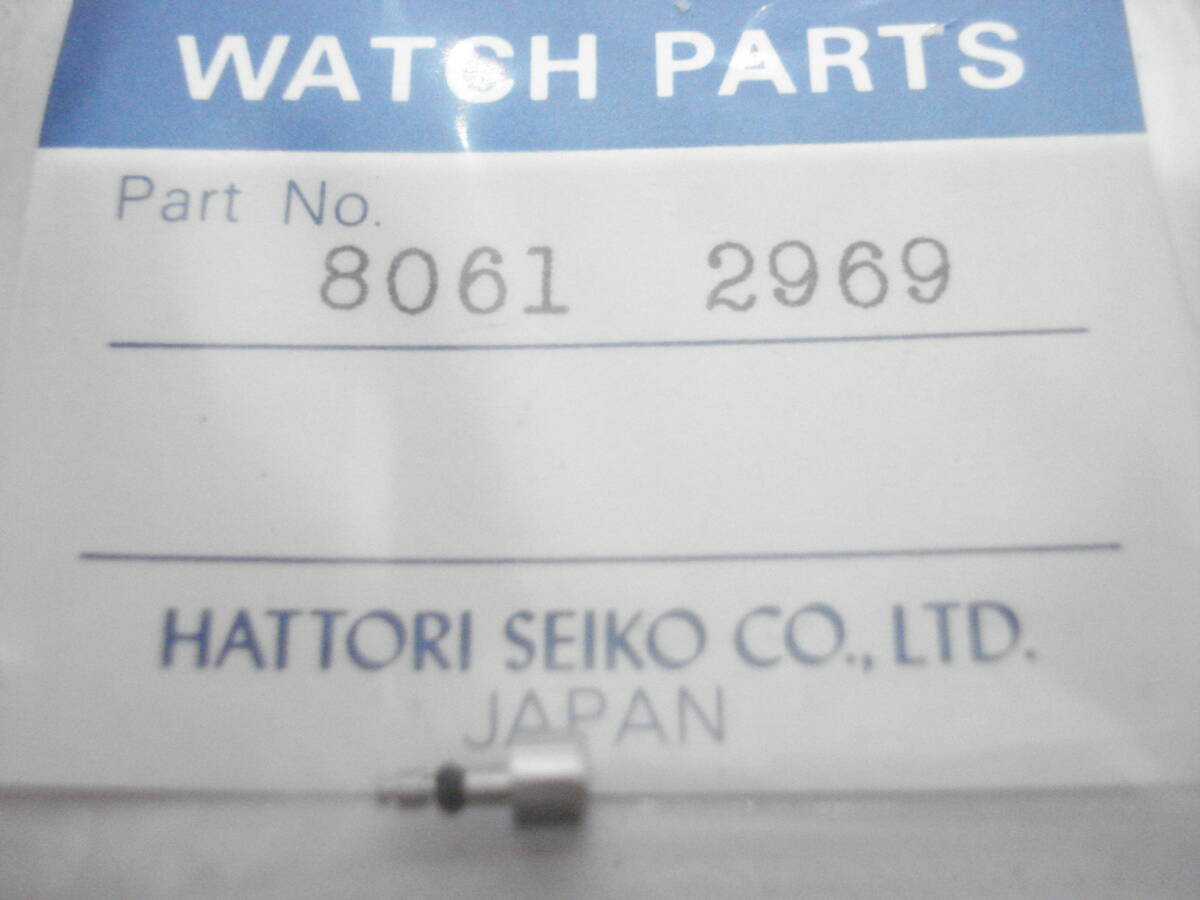 WATCH PARTS
Part No.
8061 2969
HATTORI SEIKO CO., LTD.
JAPAN